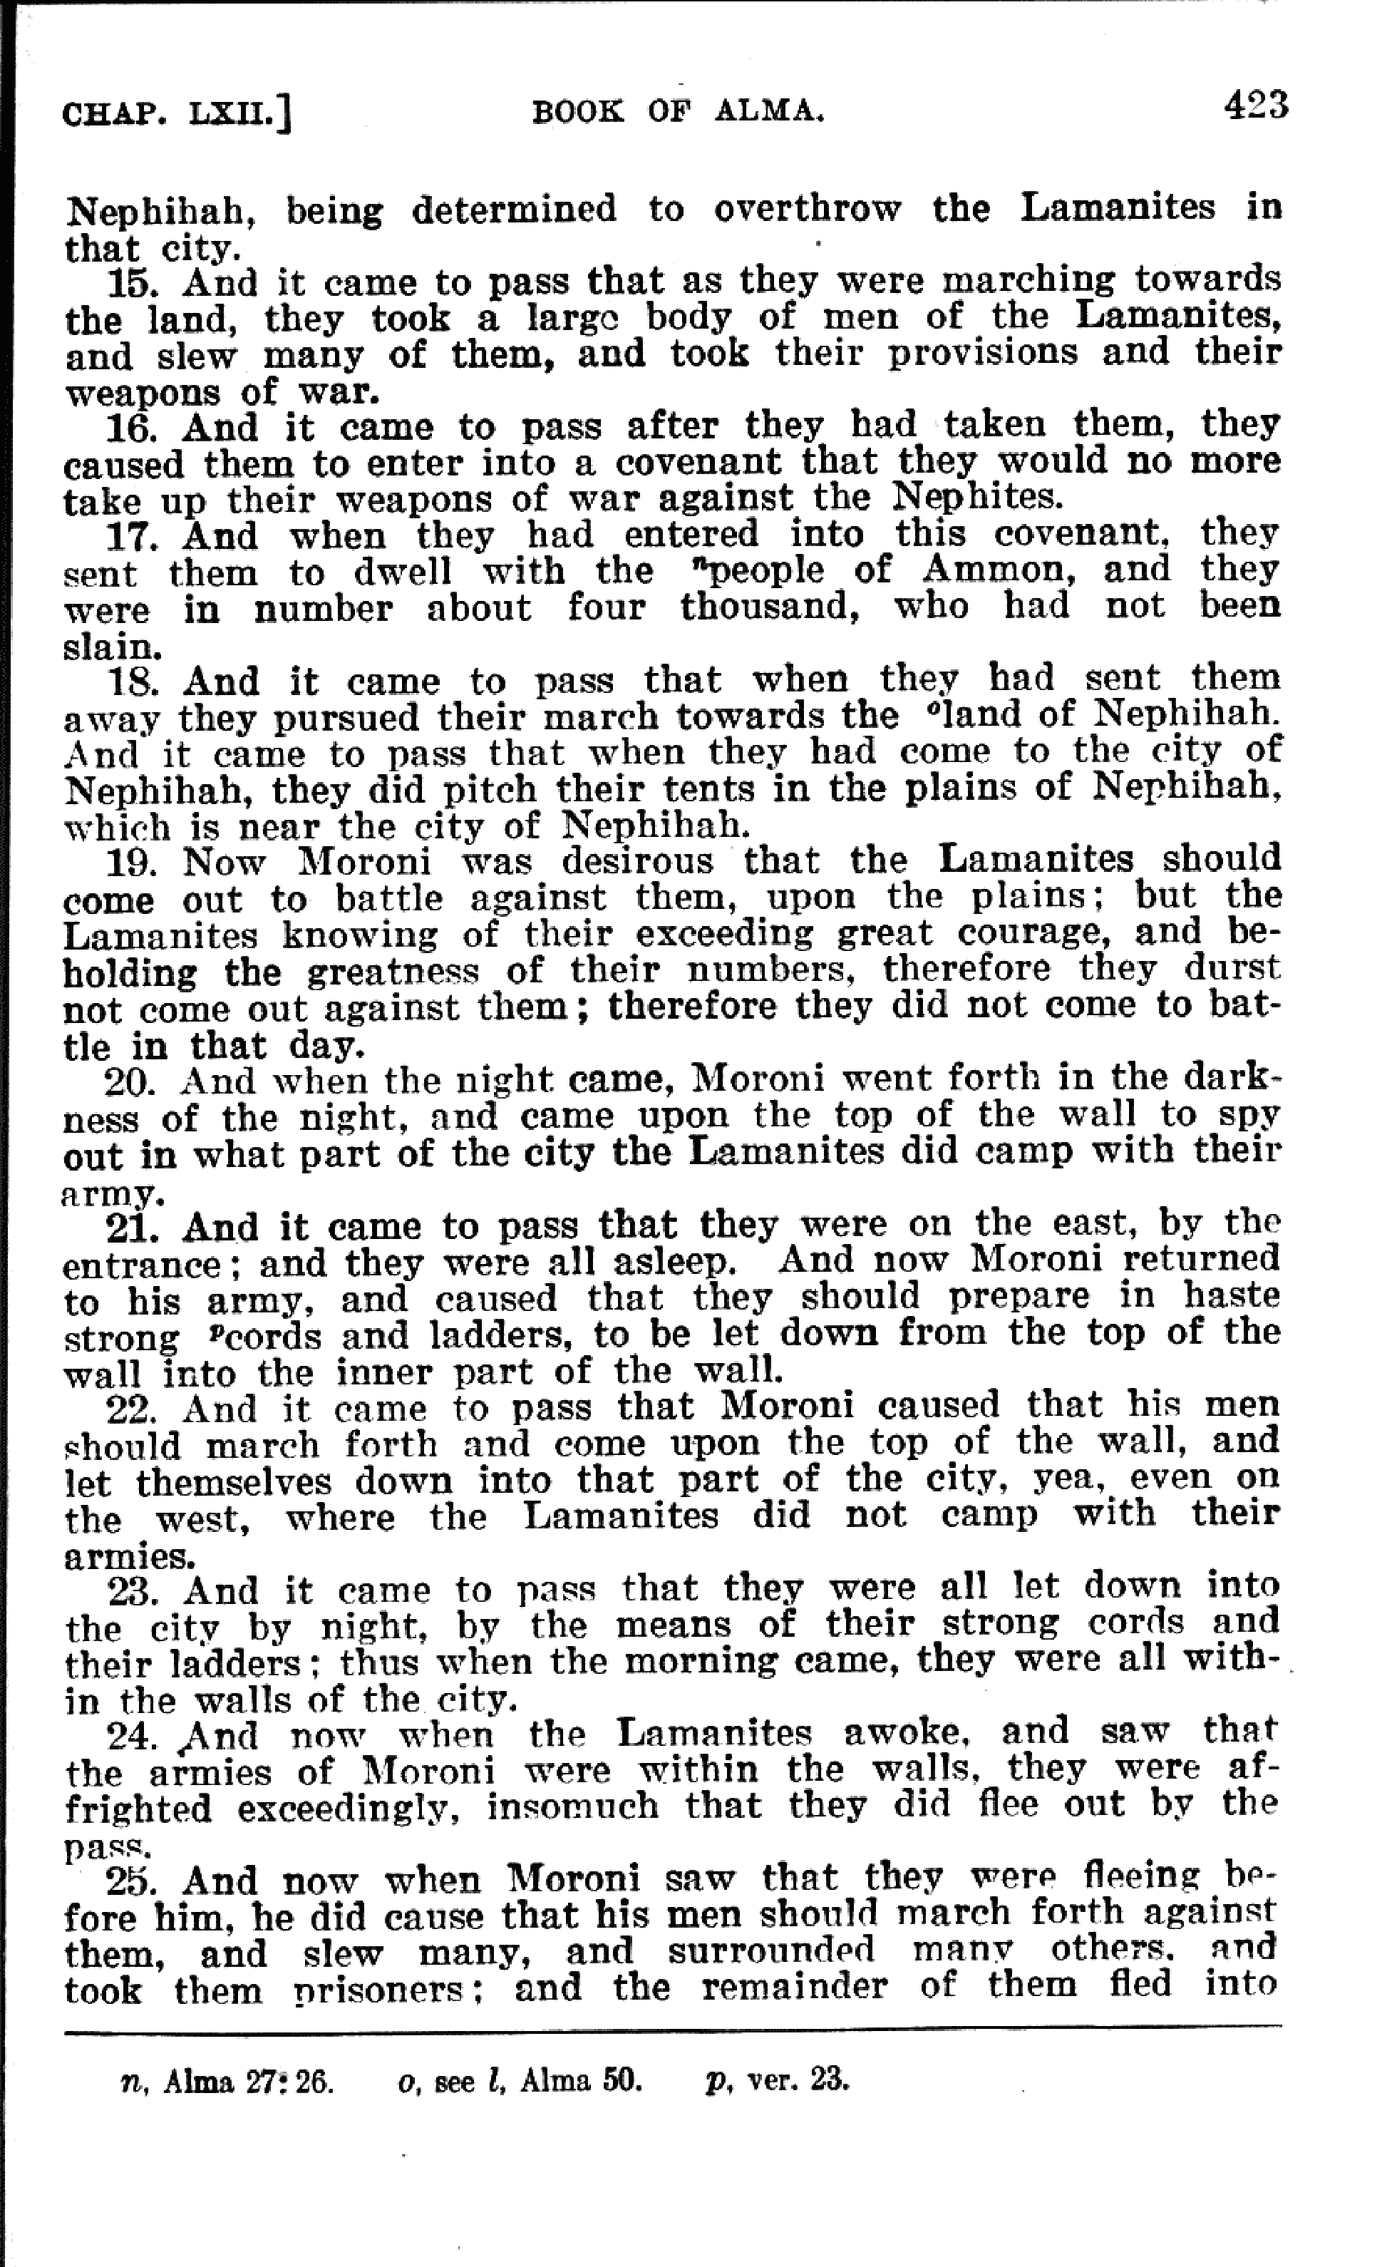 CHAP. LXII.] BOOK OF ALMA. 423
Nephihah, being determined to overthrow the Lamanites in
that city.
15. And it came to pass that as they were marching towards
the land, they took a large body of men of the Lamanites,
and slew many of them, and took their provisions and their
weapons of war.
16. And it came to pass after they had taken them, they
caused them to enter into a covenant that they would no more
take up their weapons of war against the Nephites.
17. And when they had entered into this covenant, they
sent them to dwell with the ⁿpeople of Ammon, and they
were in number about four thousand, who had not been
slain.
18. And it came to pass that when they had sent them
away they pursued their march towards the ᵒland of Nephihah.
And it came to pass that when they had come to the city of
Nephihah, they did pitch their tents in the plains of Nephihah,
which is near the city of Nephihah.
19. Now Moroni was desirous that the Lamanites should
come out to battle against them, upon the plains; but the
Lamanites knowing of their exceeding great courage, and be-
holding the greatness of their numbers, therefore they durst
not come out against them; therefore they did not come to bat-
tle in that day.
20. And when the night came, Moroni went forth in the dark-
ness of the night, and came upon the top of the wall to spy
out in what part of the city the Lamanites did camp with their
army.
21. And it came to pass that they were on the east, by the
entrance; and they were all asleep. And now Moroni returned
to his army, and caused that they should prepare in haste
strong ᵖcords and ladders, to be let down from the top of the
wall into the inner part of the wall.
22. And it came to pass that Moroni caused that his men
should march forth and come upon the top of the wall, and
let themselves down into that part of the city, yea, even on
the west, where the Lamanites did not camp with their
armies.
23. And it came to pass that they were all let down into
the city by night, by the means of their strong cords and
their ladders; thus when the morning came, they were all with-
in the walls of the city.
24. And now when the Lamanites awoke, and saw that
the armies of Moroni were within the walls, they were af-
frighted exceedingly, insomuch that they did flee out by the
pass.
25. And now when Moroni saw that they were fleeing be-
fore him, he did cause that his men should march forth against
them, and slew many, and surrounded many others, and
took them prisoners; and the remainder of them fled into
n, Alma 27: 26. o, see l, Alma 50. p, ver. 23.